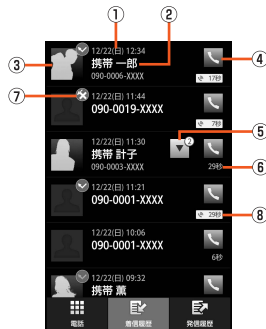 ① ②
12/22(日) 12:34
③ 携帯 一郎 ④
090-0006-XXXX
17秒
⑦ 12/22(日) 11:44
090-0019-XXXX
7秒
⑤
12/22(日) 11:30 2
携帯 計子
090-0003-XXXX 29秒 ⑥
12/22(日) 11:21
090-0001-XXXX
29秒 ⑧
12/22(日) 10:06
090-0001-XXXX
6秒
12/22(日) 09:32
携帯 薫
電話 着信履歴 発信履歴